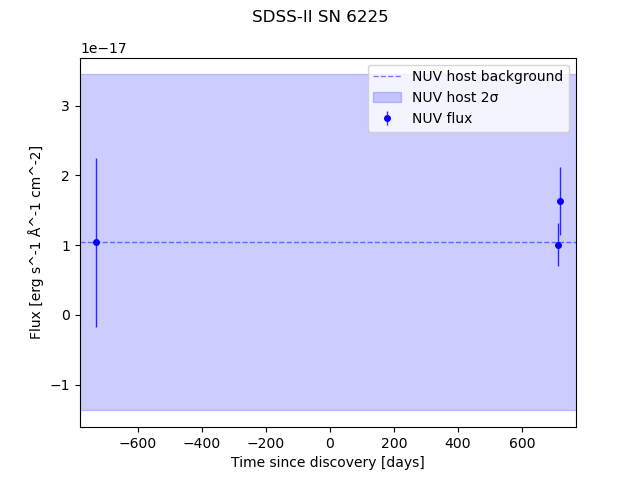 SDSS-II SN 6225
1e−17
NUV host background
NUV host 2σ
NUV flux
3
2
1
0
−1
Flux [erg s^-1 Å^-1 cm^-2]
−600 −400 −200 0 200 400 600
Time since discovery [days]